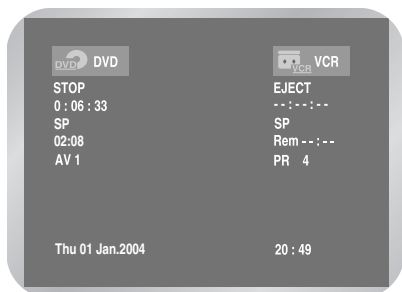 DVD DVD
STOP
0 : 06 : 33
SP
02:08
AV 1
VCR VCR
EJECT
- - : - - : - -
SP
Rem - - : - -
PR 4
Thu 01 Jan.2004
20 : 49